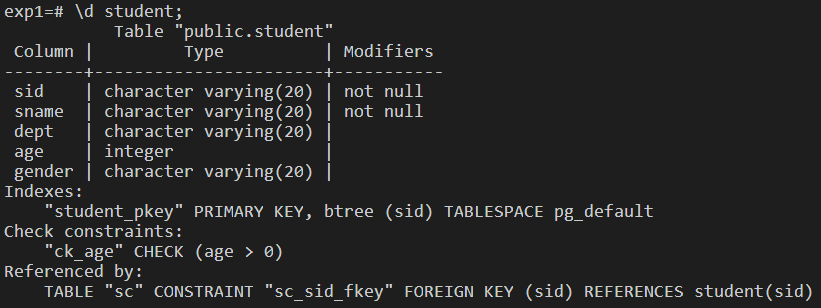 exp1=# \d student;
          Table "public.student"
 Column |         Type          | Modifiers
--------+-----------------------+-----------
 sid    | character varying(20) | not null
 sname  | character varying(20) | not null
 dept   | character varying(20) |
 age    | integer               |
 gender | character varying(20) |
Indexes:
    "student_pkey" PRIMARY KEY, btree (sid) TABLESPACE pg_default
Check constraints:
    "ck_age" CHECK (age > 0)
Referenced by:
    TABLE "sc" CONSTRAINT "sc_sid_fkey" FOREIGN KEY (sid) REFERENCES student(sid)